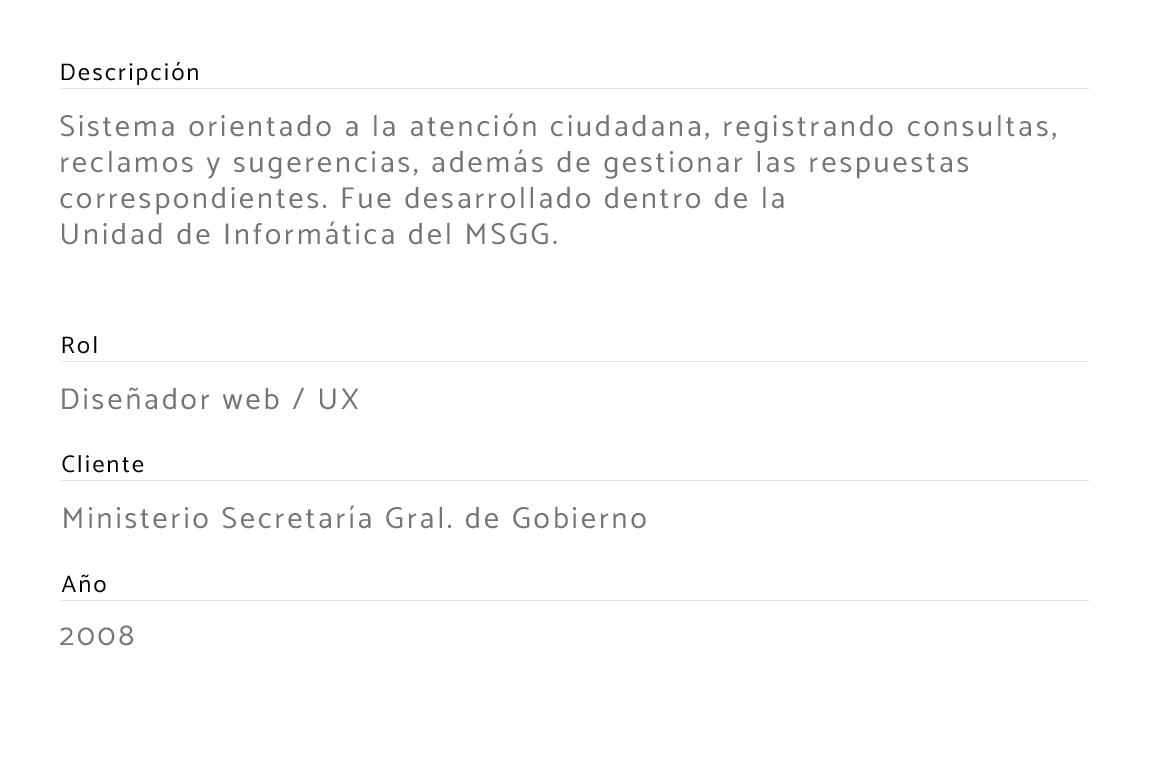 Descripción
Sistema orientado a la atención ciudadana, registrando consultas,
reclamos y sugerencias, además de gestionar las respuestas
correspondientes. Fue desarrollado dentro de la
Unidad de Informática del MSGG.
Rol
Diseñador web / UX
Cliente
Ministerio Secretaría Gral. de Gobierno
Año
2008